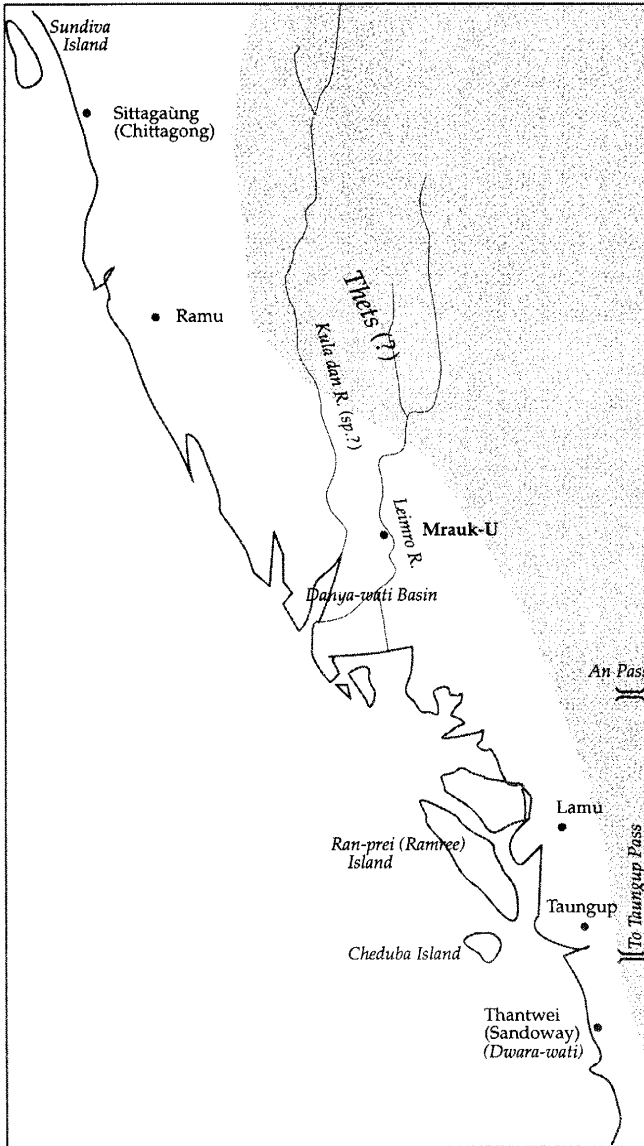 Sundiva
Island
Sittagaùng
(Chittagong)
Ramu
Thets (?)
Kula dan R. (sp.?)
Leimro R.
Mrauk-U
Danya-wati Basin
An Pass
Lamu
Ran-prei (Ramree)
Island
To Taungup Pass
Taungup
Cheduba Island
Thantwei
(Sandoway)
(Dwara-wati)